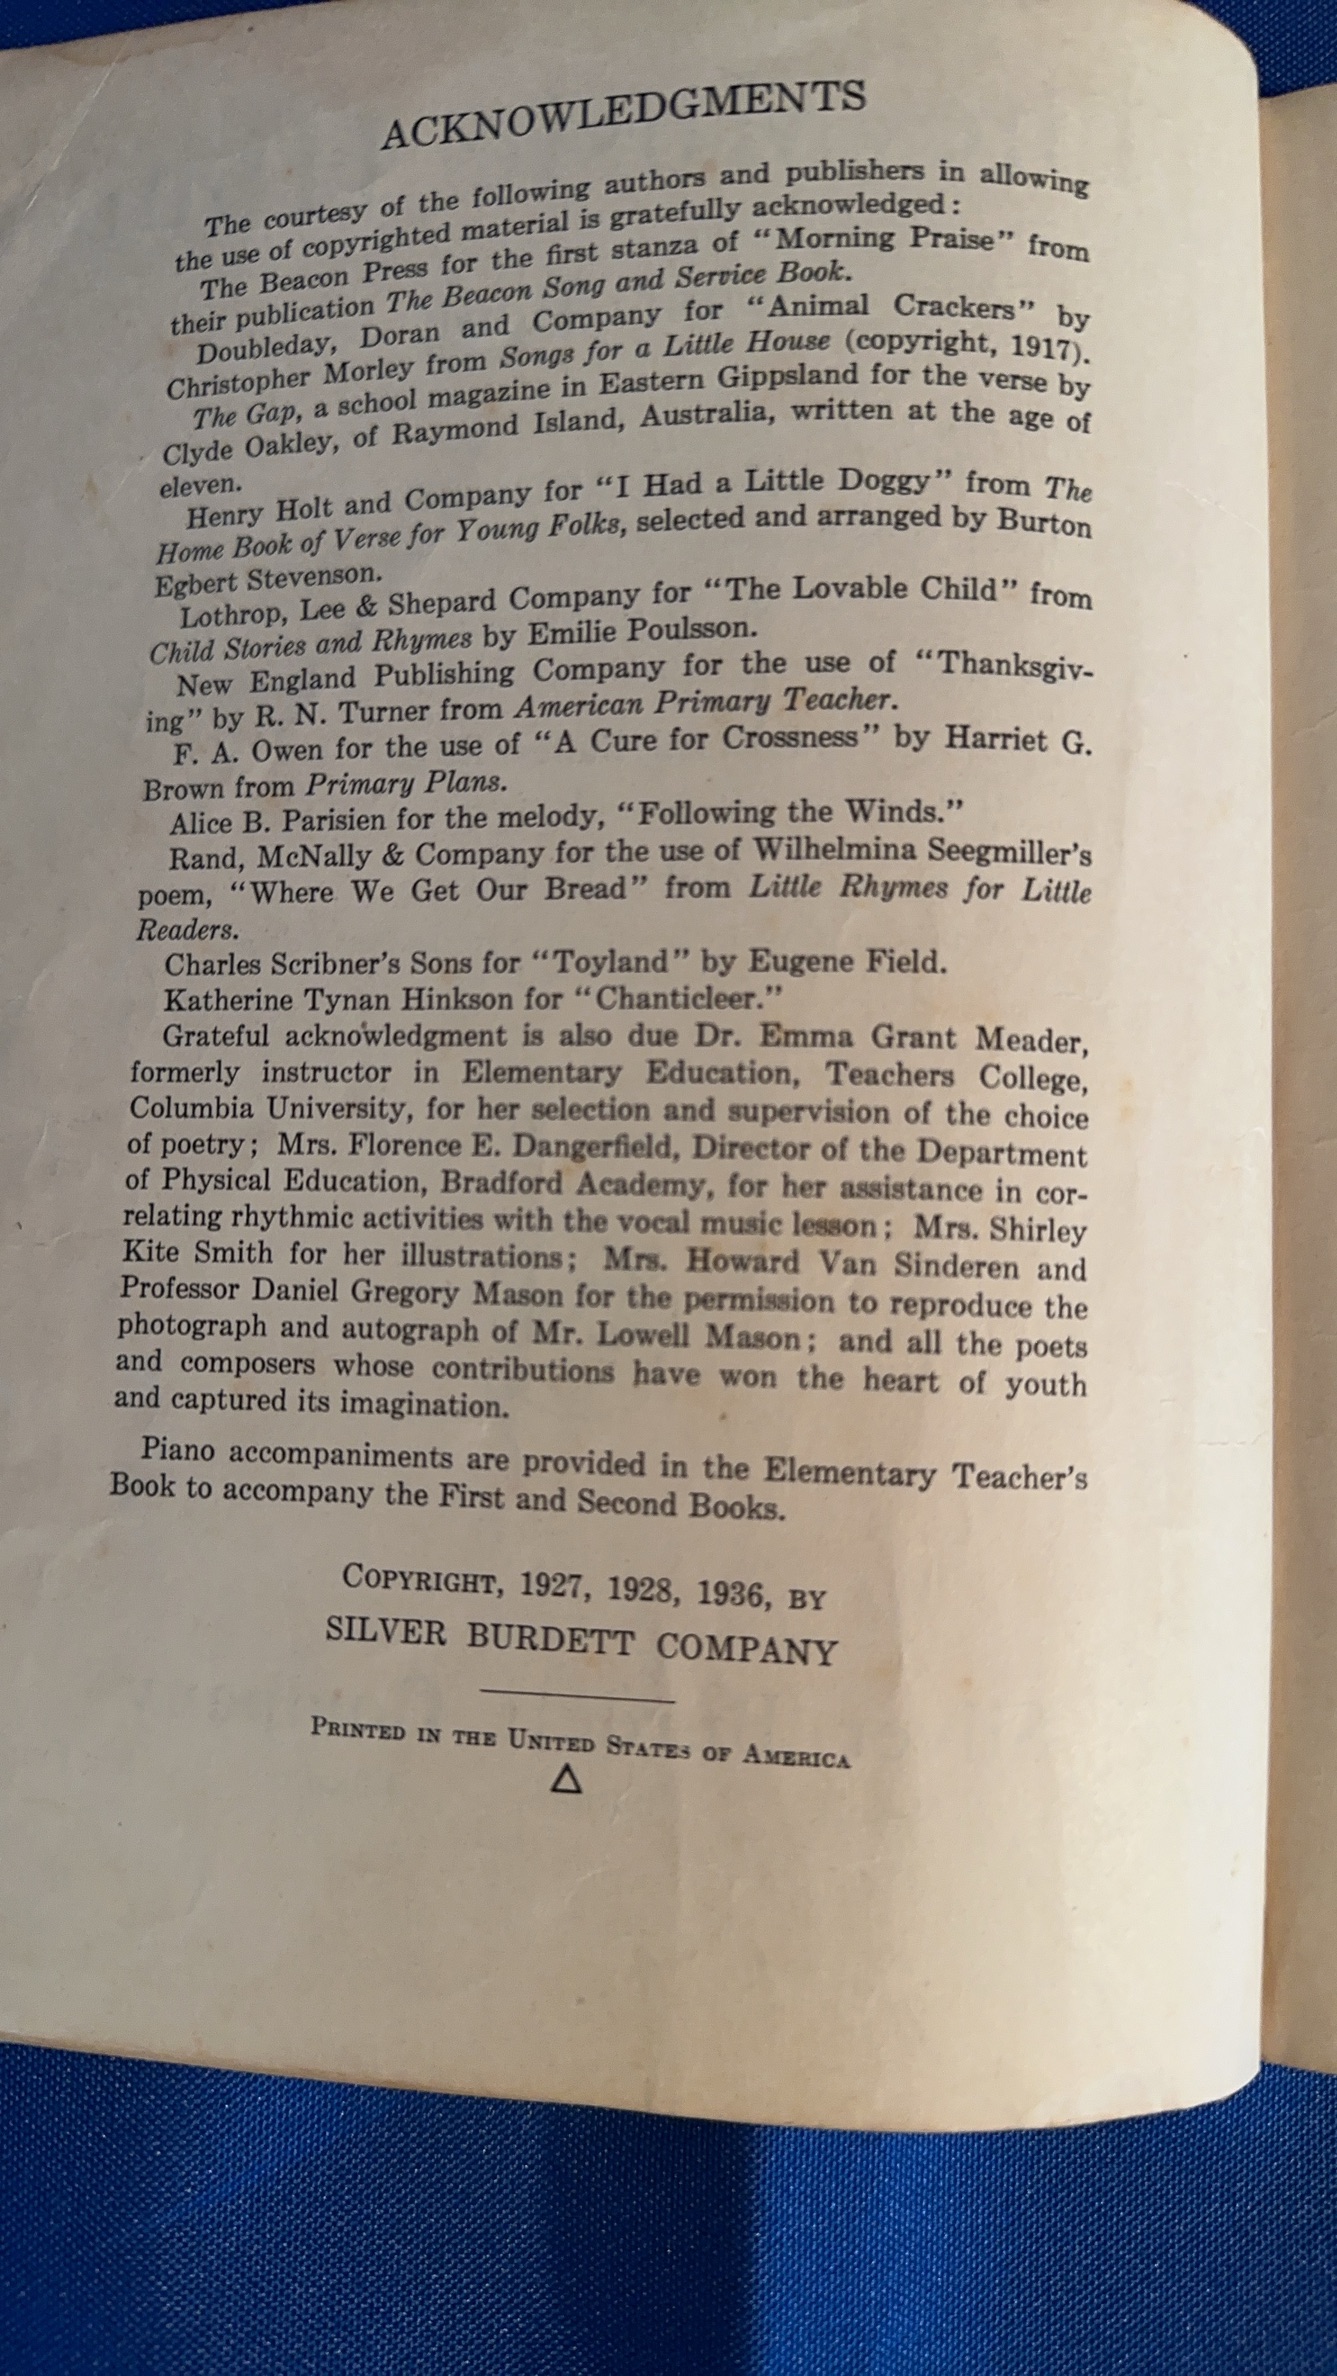 ACKNOWLEDGMENTS
The courtesy of the following authors and publishers in allowing
the use of copyrighted material is gratefully acknowledged:
The Beacon Press for the first stanza of “Morning Praise” from
their publication The Beacon Song and Service Book.
Doubleday, Doran and Company for “Animal Crackers” by
Christopher Morley from Songs for a Little House (copyright, 1917).
The Gap, a school magazine in Eastern Gippsland for the verse by
Clyde Oakley, of Raymond Island, Australia, written at the age of
eleven.
Henry Holt and Company for “I Had a Little Doggy” from The
Home Book of Verse for Young Folks, selected and arranged by Burton
Egbert Stevenson.
Lothrop, Lee & Shepard Company for “The Lovable Child” from
Child Stories and Rhymes by Emilie Poulsson.
New England Publishing Company for the use of “Thanksgiv-
ing” by R. N. Turner from American Primary Teacher.
F. A. Owen for the use of “A Cure for Crossness” by Harriet G.
Brown from Primary Plans.
Alice B. Parisien for the melody, “Following the Winds.”
Rand, McNally & Company for the use of Wilhelmina Seegmiller’s
poem, “Where We Get Our Bread” from Little Rhymes for Little
Readers.
Charles Scribner’s Sons for “Toyland” by Eugene Field.
Katherine Tynan Hinkson for “Chanticleer.”
Grateful acknowledgment is also due Dr. Emma Grant Meader,
formerly instructor in Elementary Education, Teachers College,
Columbia University, for her selection and supervision of the choice
of poetry; Mrs. Florence E. Dangerfield, Director of the Department
of Physical Education, Bradford Academy, for her assistance in cor-
relating rhythmic activities with the vocal music lesson; Mrs. Shirley
Kite Smith for her illustrations; Mrs. Howard Van Sinderen and
Professor Daniel Gregory Mason for the permission to reproduce the
photograph and autograph of Mr. Lowell Mason; and all the poets
and composers whose contributions have won the heart of youth
and captured its imagination.
Piano accompaniments are provided in the Elementary Teacher’s
Book to accompany the First and Second Books.
COPYRIGHT, 1927, 1928, 1936, BY
SILVER BURDETT COMPANY
PRINTED IN THE UNITED STATES OF AMERICA